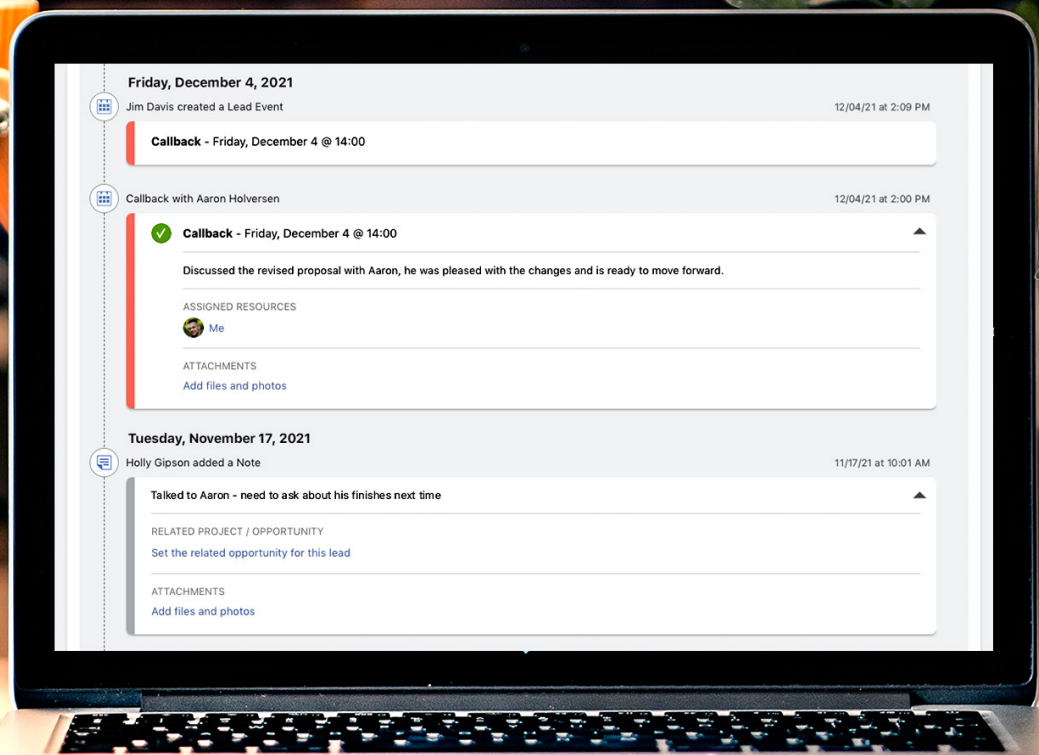 Friday, December 4, 2021
Jim Davis created a Lead Event 12/04/21 at 2:09 PM
Callback - Friday, December 4 @ 14:00
Callback with Aaron Holversen 12/04/21 at 2:00 PM
Callback - Friday, December 4 @ 14:00
Discussed the revised proposal with Aaron, he was pleased with the changes and is ready to move forward.
ASSIGNED RESOURCES
Me
ATTACHMENTS
Add files and photos
Tuesday, November 17, 2021
Holly Gipson added a Note 11/17/21 at 10:01 AM
Talked to Aaron - need to ask about his finishes next time
RELATED PROJECT / OPPORTUNITY
Set the related opportunity for this lead
ATTACHMENTS
Add files and photos